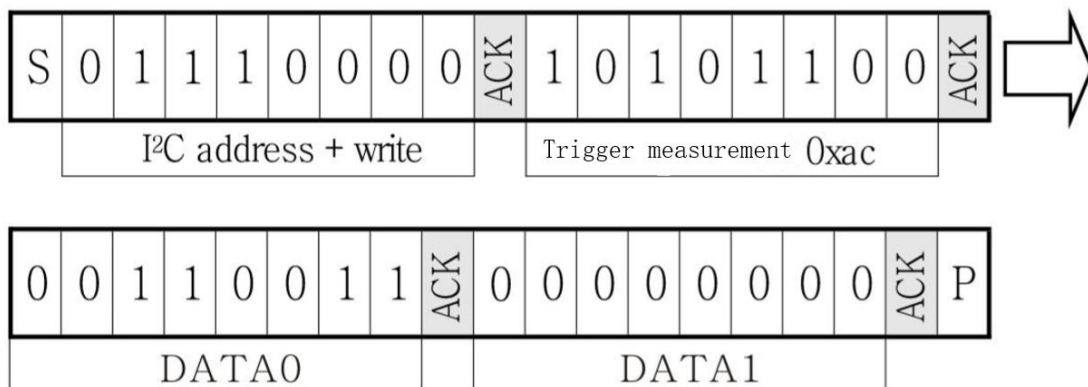 S 0 1 1 1 0 0 0 0 ACK 1 0 1 0 1 1 0 0 ACK
I²C address + write Trigger measurement 0xac
0 0 1 1 0 0 1 1 ACK 0 0 0 0 0 0 0 0 ACK P
DATA0 DATA1